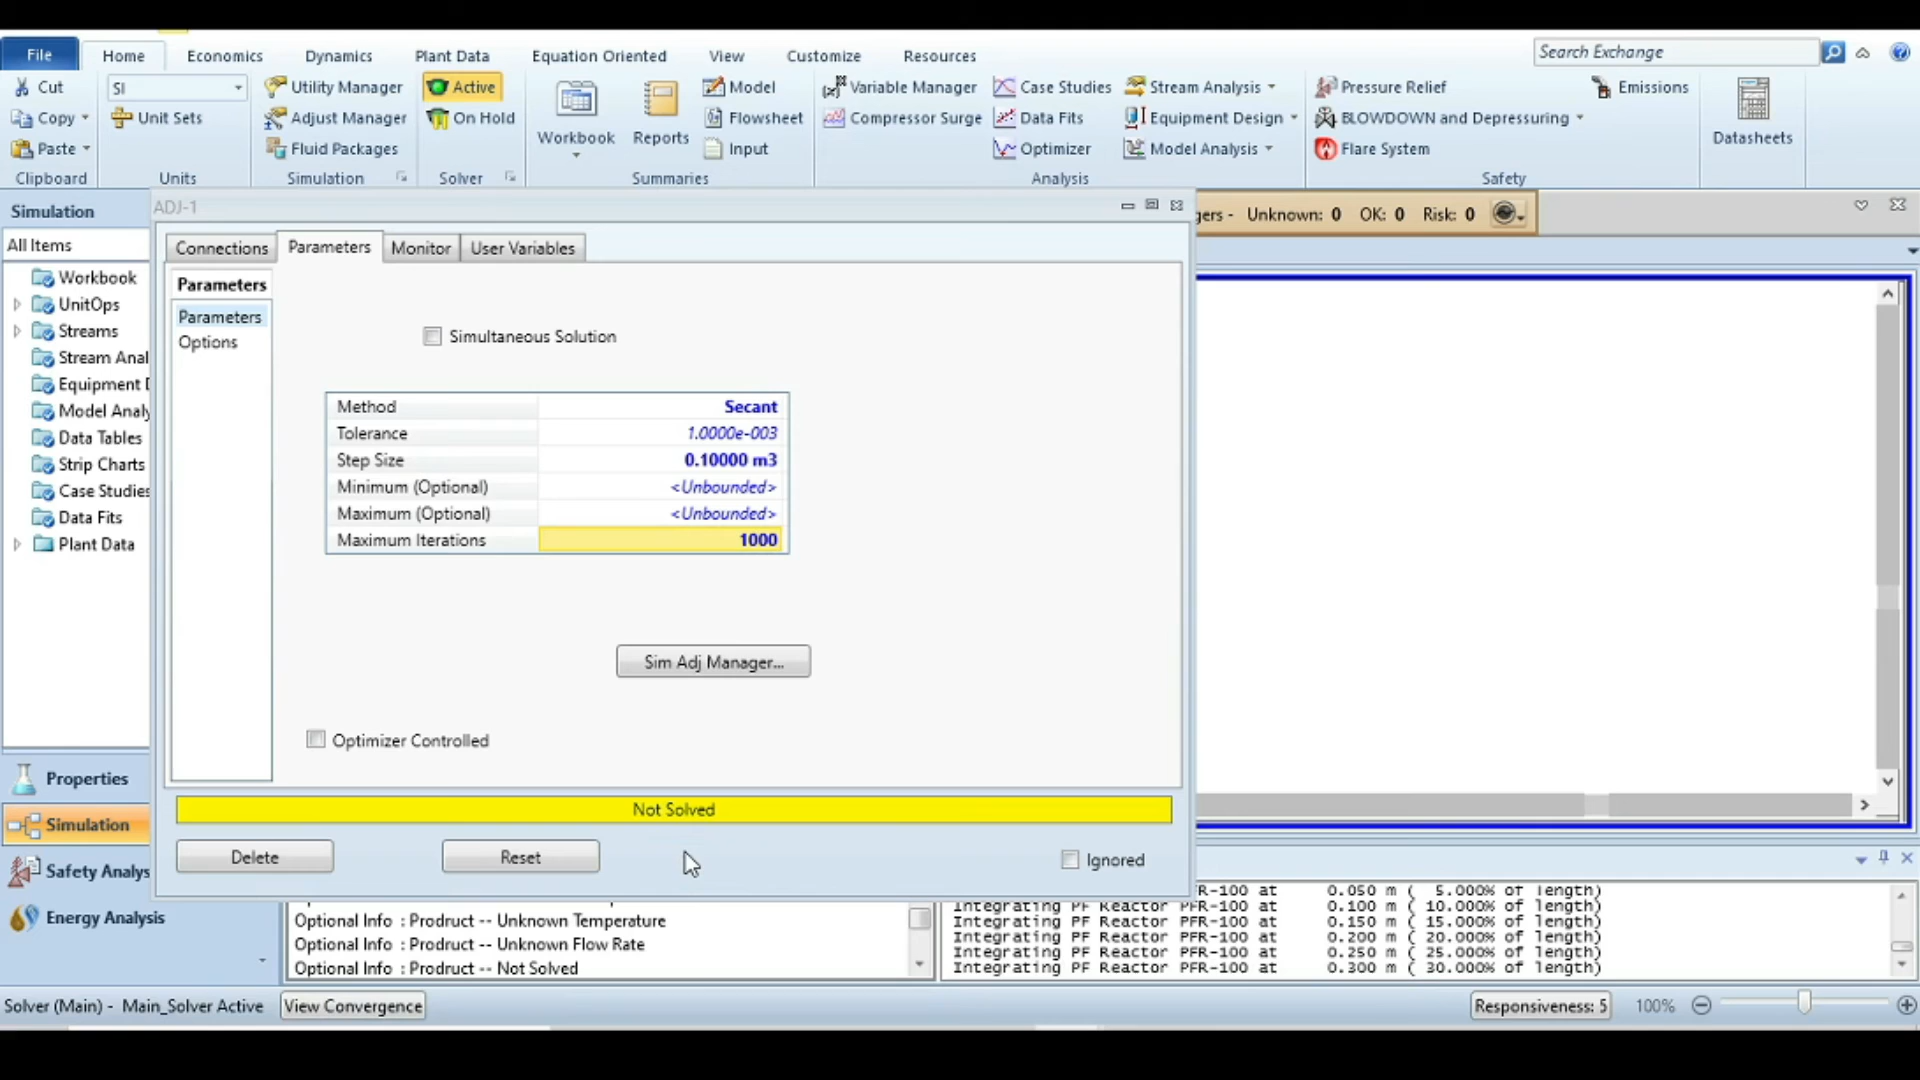 File Home Economics Dynamics Plant Data Equation Oriented View Customize Resources Search Exchange
Cut SI Utility Manager Active Model Variable Manager Case Studies Stream Analysis Pressure Relief Emissions
Copy Unit Sets Adjust Manager On Hold Workbook Reports Flowsheet Compressor Surge Data Fits Equipment Design BLOWDOWN and Depressuring Datasheets
Paste Fluid Packages Input Optimizer Model Analysis Flare System
Clipboard Units Simulation Solver Summaries Analysis Safety
Simulation
All Items
Workbook
UnitOps
Streams
Stream Anal
Equipment
Model Analy
Data Tables
Strip Charts
Case Studies
Data Fits
Plant Data
Properties
Simulation
Safety Analys
Energy Analysis
ADJ-1
gers - Unknown: 0 OK: 0 Risk: 0
Connections Parameters Monitor User Variables
Parameters
Parameters
Options
Simultaneous Solution
Method Secant
Tolerance 1.0000e-003
Step Size 0.10000 m3
Minimum (Optional) <Unbounded>
Maximum (Optional) <Unbounded>
Maximum Iterations 1000
Sim Adj Manager...
Optimizer Controlled
Not Solved
Delete Reset Ignored
Optional Info : Product -- Unknown Temperature
Optional Info : Product -- Unknown Flow Rate
Optional Info : Product -- Not Solved
R-100 at 0.050 m ( 5.000% of length)
Integrating PF Reactor PFR-100 at 0.100 m ( 10.000% of length)
Integrating PF Reactor PFR-100 at 0.150 m ( 15.000% of length)
Integrating PF Reactor PFR-100 at 0.200 m ( 20.000% of length)
Integrating PF Reactor PFR-100 at 0.250 m ( 25.000% of length)
Integrating PF Reactor PFR-100 at 0.300 m ( 30.000% of length)
Solver (Main) - Main_Solver Active View Convergence Responsiveness: 5 100%